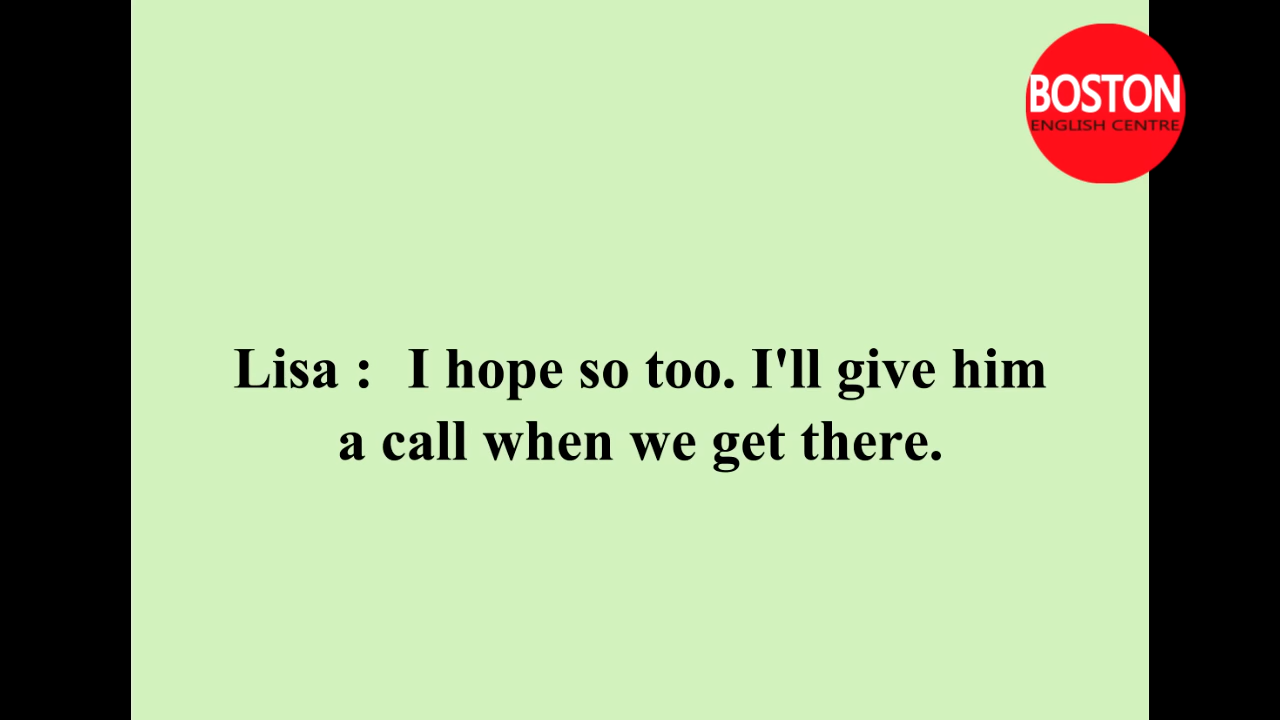 BOSTON
ENGLISH CENTRE
Lisa :  I hope so too. I'll give him
a call when we get there.